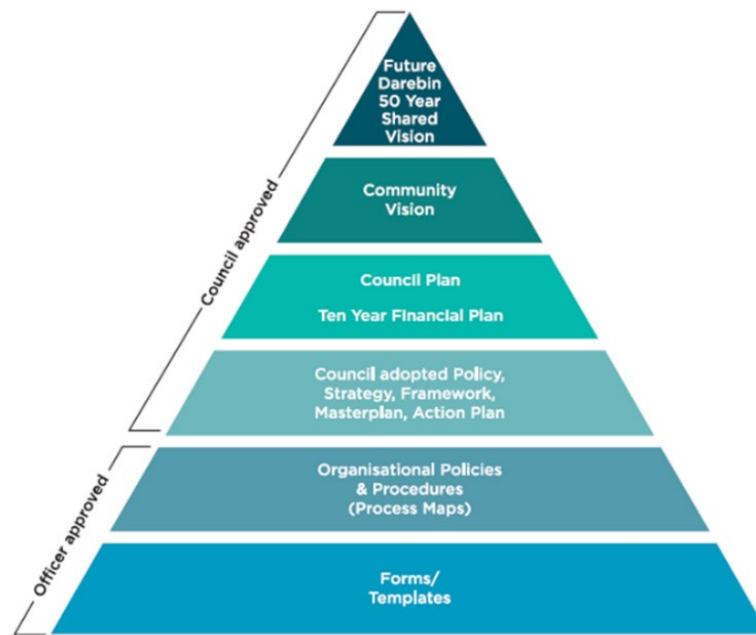 Future
Darebin
50 Year
Shared
Vision
Community
Vision
Council Plan
Ten Year Financial Plan
Council adopted Policy,
Strategy, Framework,
Masterplan, Action Plan
Organisational Policies
& Procedures
(Process Maps)
Forms/
Templates
Council approved
Officer approved